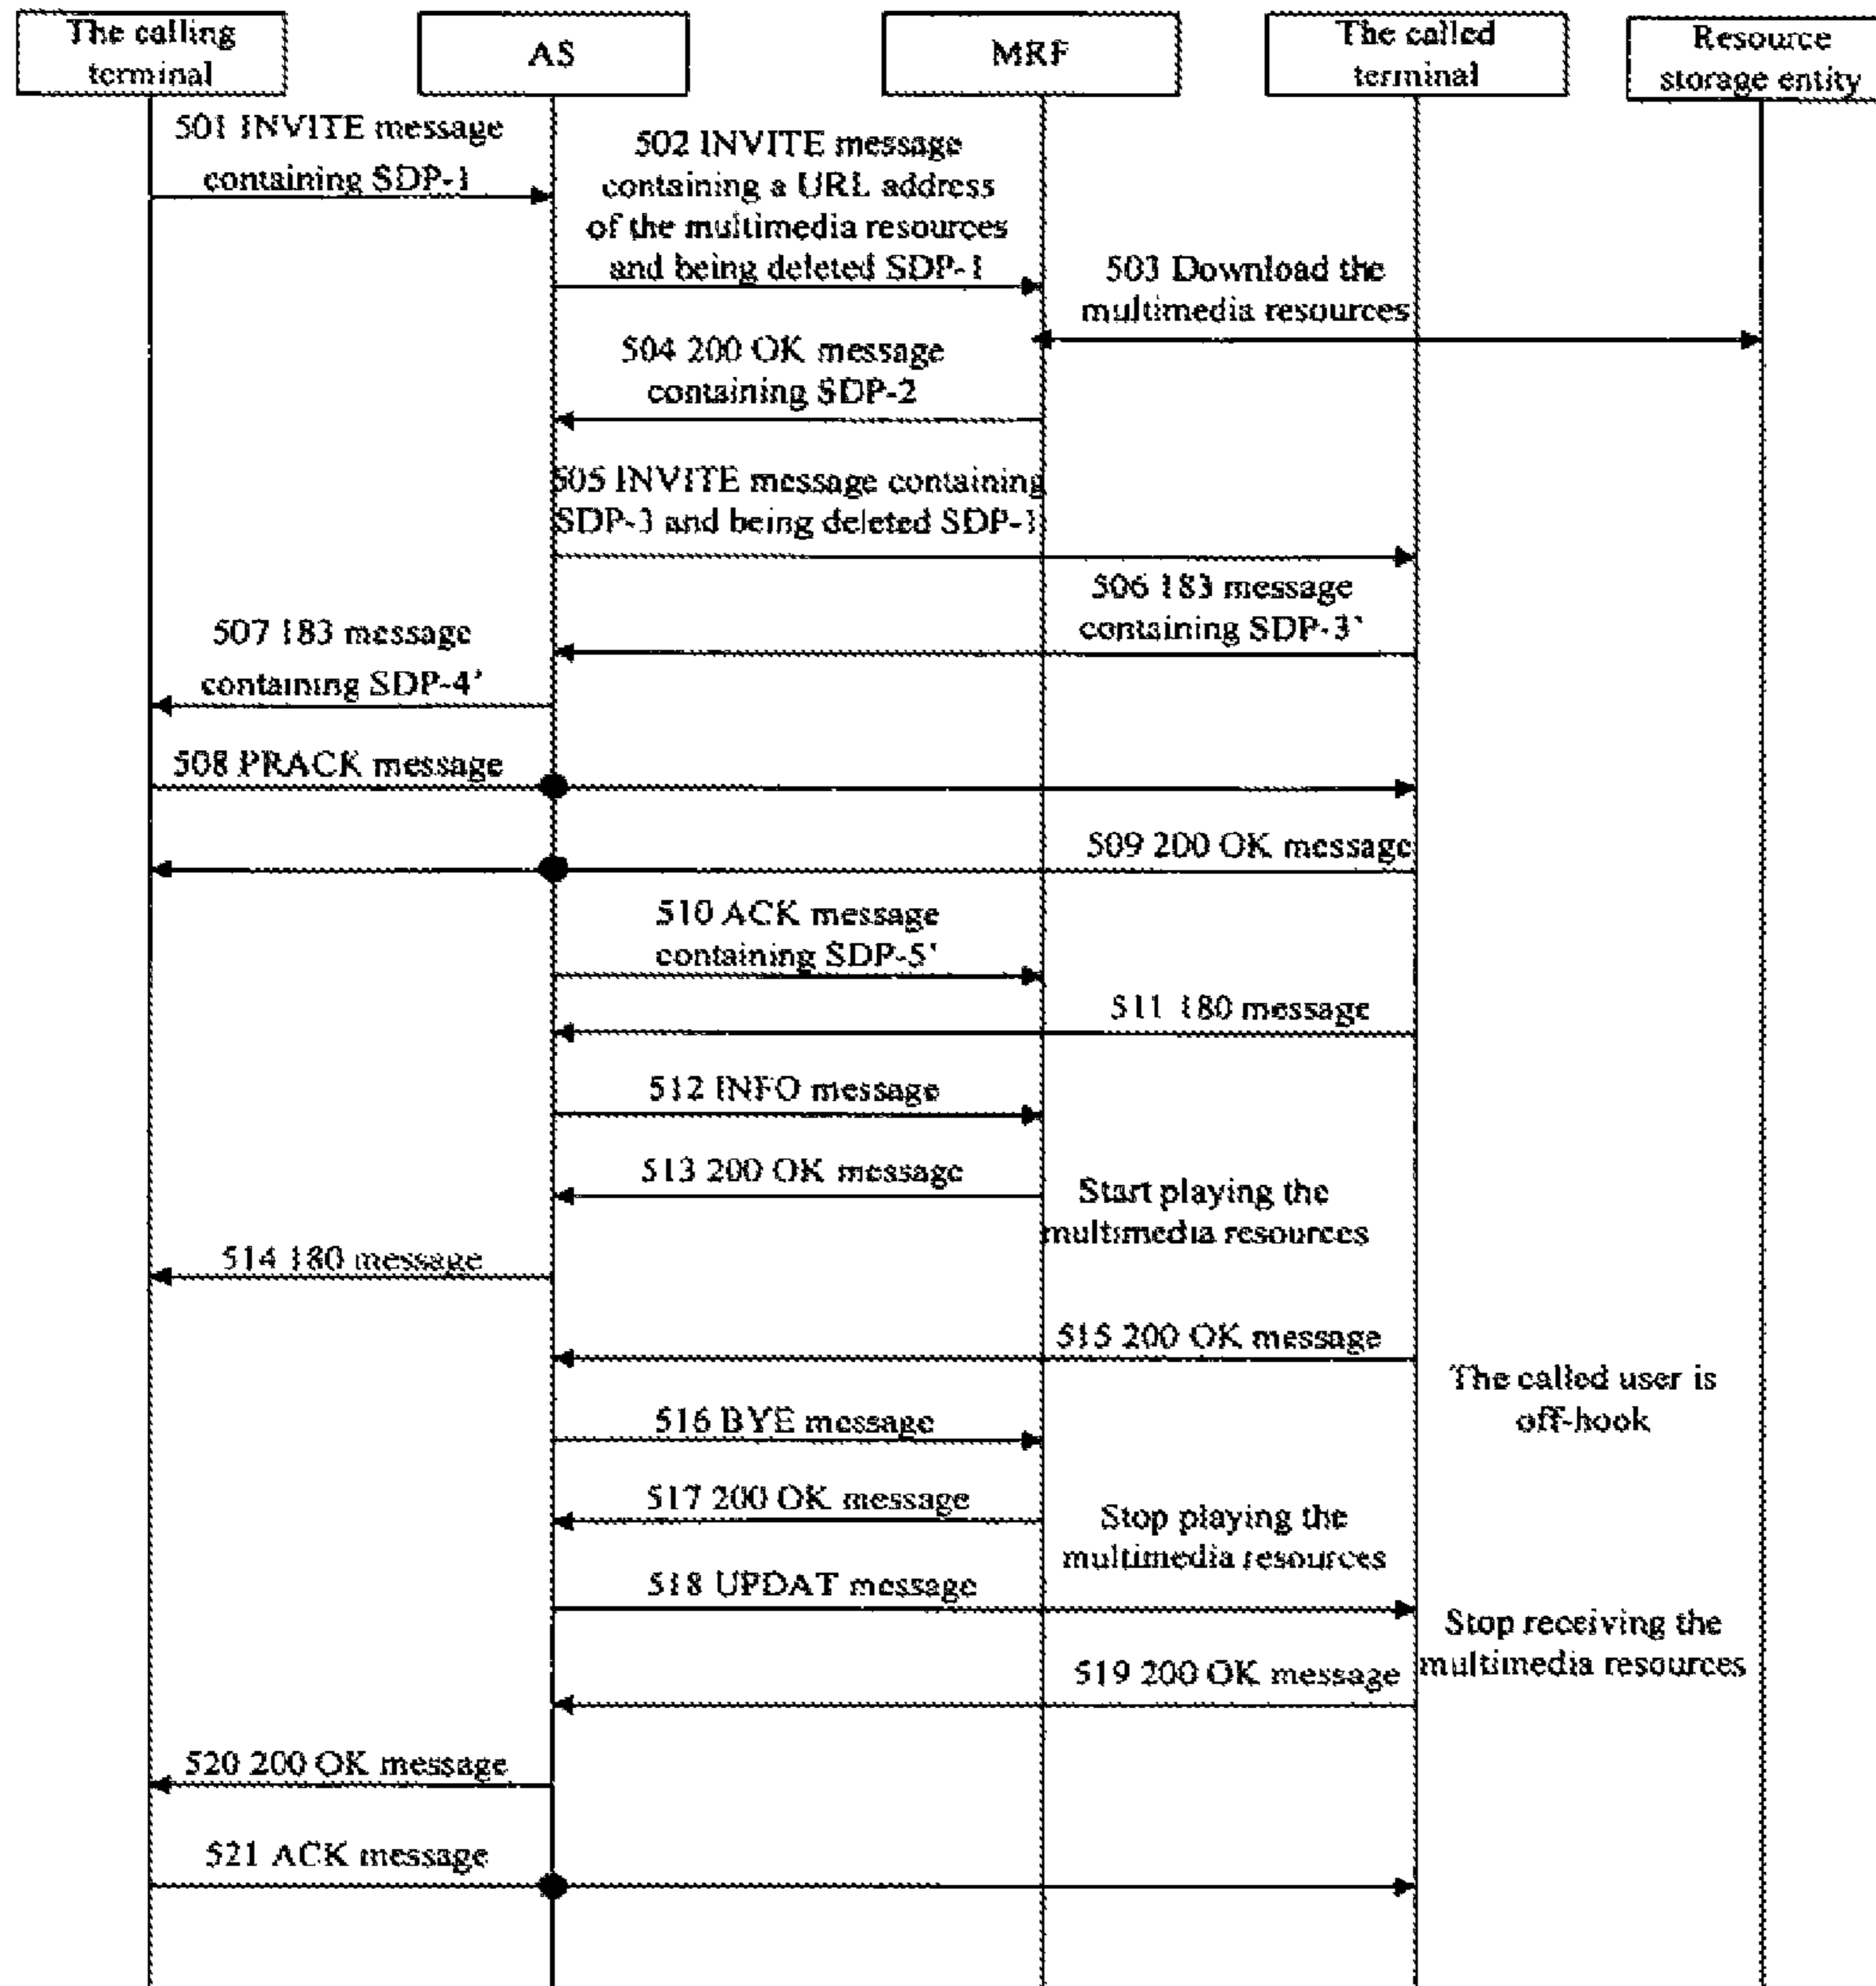 The calling
terminal
AS
MRF
The called
terminal
Resource
storage entity
501 INVITE message
containing SDP-1
502 INVITE message
containing a URL address
of the multimedia resources
and being deleted SDP-1
503 Download the
multimedia resources
504 200 OK message
containing SDP-2
505 INVITE message containing
SDP-3 and being deleted SDP-1
506 183 message
containing SDP-3'
507 183 message
containing SDP-4'
508 PRACK message
509 200 OK message
510 ACK message
containing SDP-5'
511 180 message
512 INFO message
513 200 OK message
Start playing the
multimedia resources
514 180 message
515 200 OK message
The called user is
off-hook
516 BYE message
517 200 OK message
Stop playing the
multimedia resources
518 UPDAT message
Stop receiving the
multimedia resources
519 200 OK message
520 200 OK message
521 ACK message